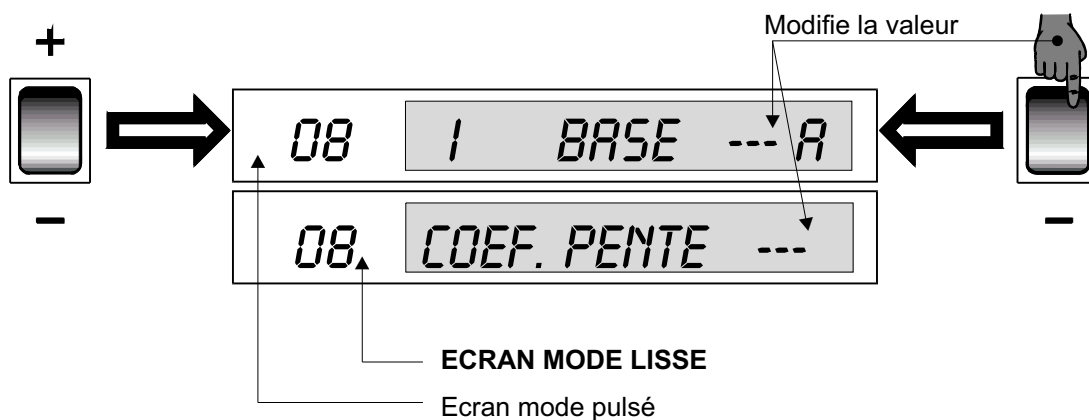 Modifie la valeur
+
08 I BASE --- A
–
–
08. COEF. PENTE ---
ECRAN MODE LISSE
Ecran mode pulsé